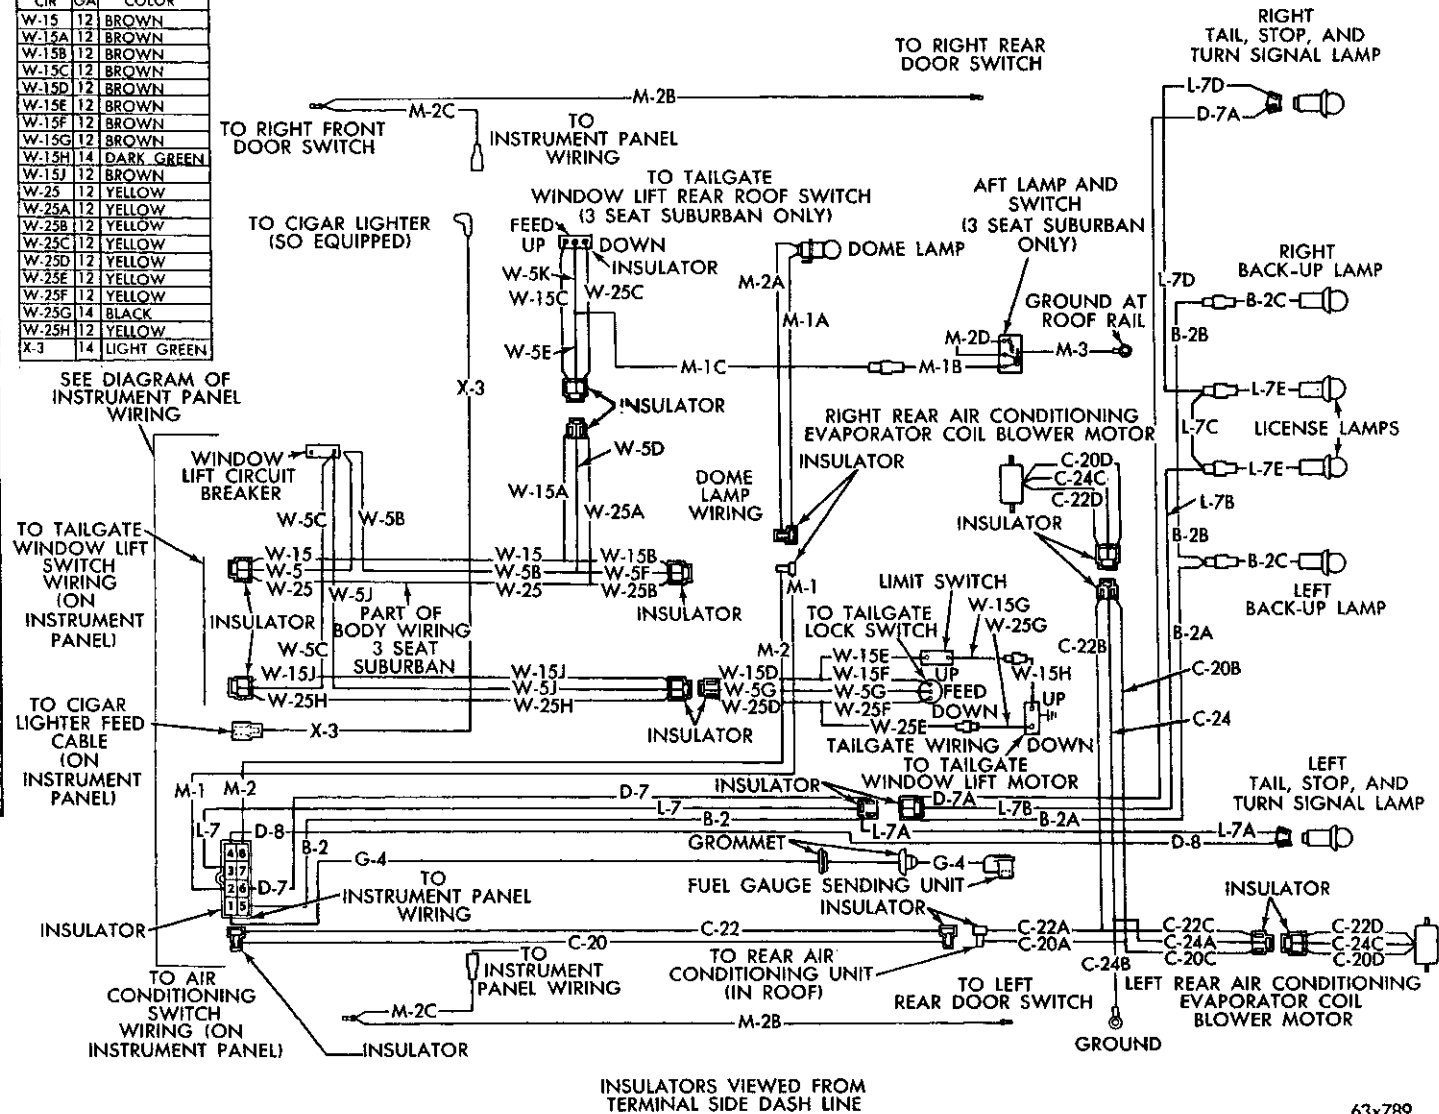 CIR GA COLOR
W-15 12 BROWN
W-15A 12 BROWN
W-15B 12 BROWN
W-15C 12 BROWN
W-15D 12 BROWN
W-15E 12 BROWN
W-15F 12 BROWN
W-15G 12 BROWN
W-15H 14 DARK GREEN
W-15J 12 BROWN
W-25 12 YELLOW
W-25A 12 YELLOW
W-25B 12 YELLOW
W-25C 12 YELLOW
W-25D 12 YELLOW
W-25E 12 YELLOW
W-25F 12 YELLOW
W-25G 14 BLACK
W-25H 12 YELLOW
X-3 14 LIGHT GREEN
RIGHT
TAIL, STOP, AND
TURN SIGNAL LAMP
L-7D
D-7A
TO RIGHT REAR
DOOR SWITCH
M-2B
M-2C
TO RIGHT FRONT
DOOR SWITCH
TO
INSTRUMENT PANEL
WIRING
TO TAILGATE
WINDOW LIFT REAR ROOF SWITCH
(3 SEAT SUBURBAN ONLY)
FEED
UP
DOWN
INSULATOR
W-5K
W-15C
W-25C
W-5E
TO CIGAR LIGHTER
(SO EQUIPPED)
X-3
DOME LAMP
M-2A
M-1A
AFT LAMP AND
SWITCH
(3 SEAT SUBURBAN
ONLY)
GROUND AT
ROOF RAIL
M-2D
M-3
M-1C
M-1B
L-7D
RIGHT
BACK-UP LAMP
B-2C
B-2B
L-7E
L-7C
LICENSE LAMPS
L-7E
L-7B
B-2B
B-2C
LEFT
BACK-UP LAMP
B-2A
SEE DIAGRAM OF
INSTRUMENT PANEL
WIRING
INSULATOR
W-5D
W-15A
W-25A
RIGHT REAR AIR CONDITIONING
EVAPORATOR COIL BLOWER MOTOR
INSULATOR
DOME
LAMP
WIRING
C-20D
C-24C
C-22D
INSULATOR
WINDOW
LIFT CIRCUIT
BREAKER
W-5C
W-5B
TO TAILGATE
WINDOW LIFT
SWITCH
WIRING
(ON
INSTRUMENT
PANEL)
W-15
W-5
W-25
W-15
W-5B
W-25
W-15B
W-5F
W-25B
W-5J
INSULATOR
PART OF
BODY WIRING
3 SEAT
SUBURBAN
INSULATOR
M-1
M-2
LIMIT SWITCH
W-15G
W-25G
TO TAILGATE
LOCK SWITCH
C-22B
C-20B
C-24
W-5C
W-15J
W-25H
W-15J
W-5J
W-25H
INSULATOR
W-15D
W-5G
W-25D
W-15E
W-15F
W-5G
W-25F
W-25E
UP
FEED
DOWN
W-15H
UP
DOWN
TAILGATE WIRING
TO TAILGATE
WINDOW LIFT MOTOR
TO CIGAR
LIGHTER FEED
CABLE
(ON
INSTRUMENT
PANEL)
X-3
M-1
M-2
INSULATOR
D-7
L-7
B-2
D-7A
L-7B
B-2A
L-7A
L-7A
D-8
LEFT
TAIL, STOP, AND
TURN SIGNAL LAMP
L-7
D-8
B-2
4 8
3 7
2 6
1 5
D-7
G-4
GROMMET
G-4
FUEL GAUGE SENDING UNIT
TO
INSTRUMENT PANEL
WIRING
INSULATOR
INSULATOR
C-22
C-20
C-22A
C-20A
C-22C
C-24A
C-20C
INSULATOR
C-22D
C-24C
C-20D
C-24B
TO REAR AIR
CONDITIONING UNIT
(IN ROOF)
TO
INSTRUMENT
PANEL WIRING
M-2C
M-2B
TO LEFT
REAR DOOR SWITCH
LEFT REAR AIR CONDITIONING
EVAPORATOR COIL
BLOWER MOTOR
GROUND
TO AIR
CONDITIONING
SWITCH
WIRING (ON
INSTRUMENT PANEL)
INSULATOR
INSULATORS VIEWED FROM
TERMINAL SIDE DASH LINE
63x789